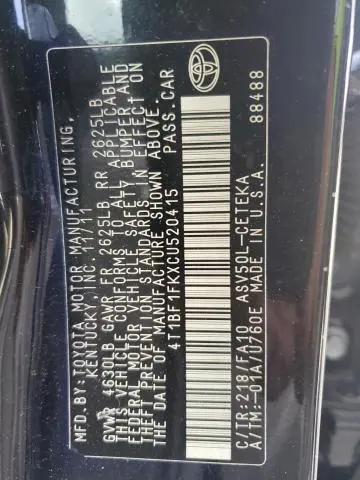 MFD. BY: TOYOTA MOTOR MANUFACTURING,
KENTUCKY, INC. 11/11
GVWR 4630LB GAWR FR 2625LB RR 2625LB
THIS VEHICLE CONFORMS TO ALL APPLICABLE
FEDERAL MOTOR VEHICLE SAFETY, BUMPER, AND
THEFT PREVENTION STANDARDS IN EFFECT ON
THE DATE OF MANUFACTURE SHOWN ABOVE.
4T1BF1FKXCU520415 PASS.CAR
C/TR:218/FA10 ASV50L-CETEKA
A/TM:-01A/U760E MADE IN U.S.A.
88488